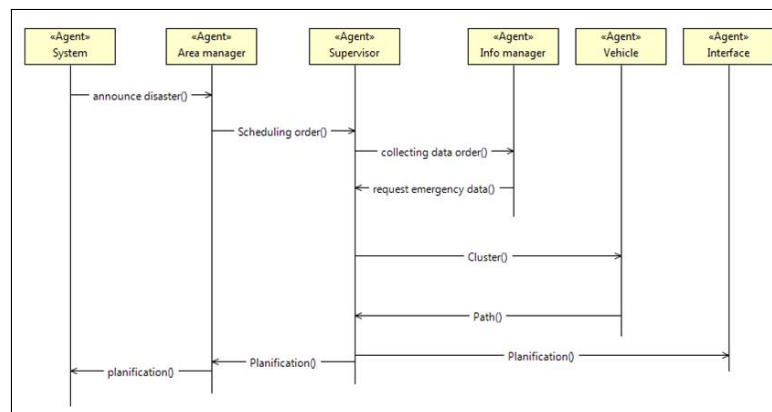 «Agent»
System
«Agent»
Area manager
«Agent»
Supervisor
«Agent»
Info manager
«Agent»
Vehicle
«Agent»
Interface
announce disaster()
Scheduling order()
collecting data order()
request emergency data()
Cluster()
Path()
Planification()
Planification()
planification()